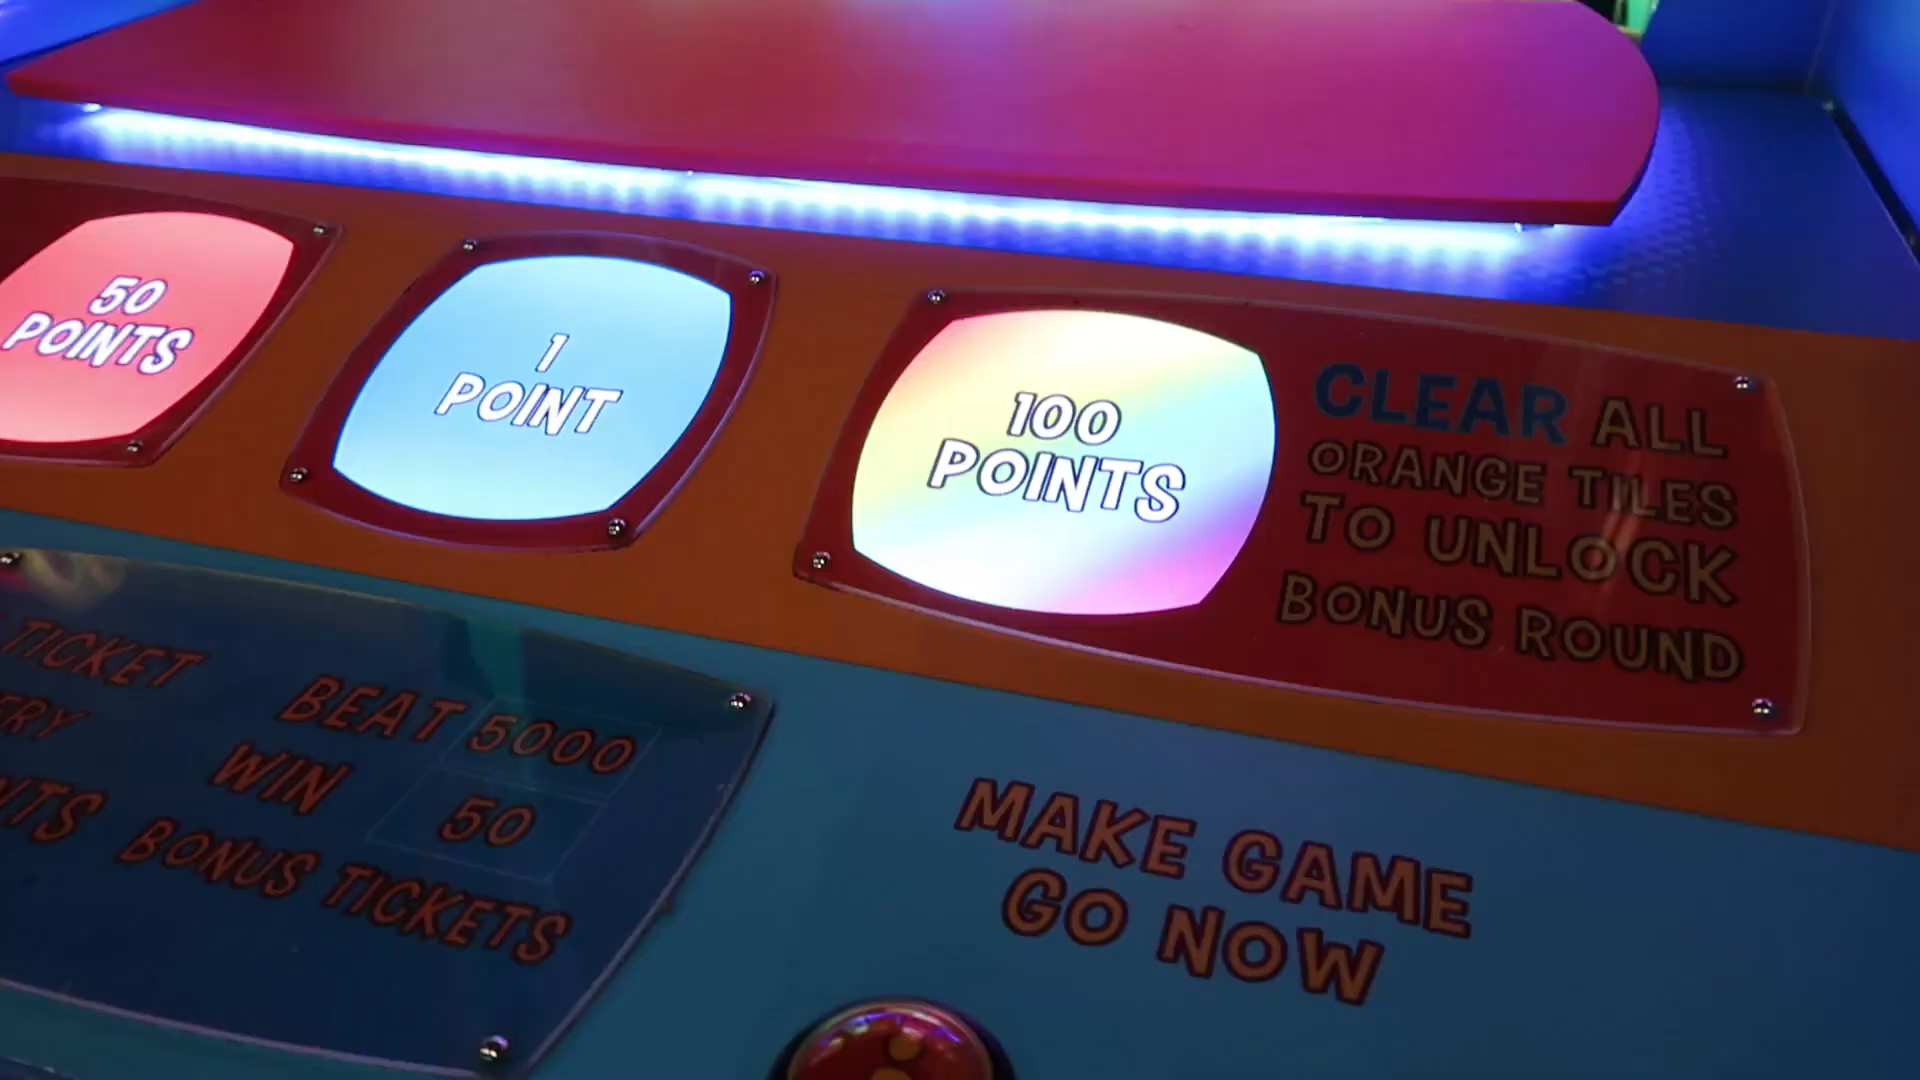 50
POINTS
1
POINT
100
POINTS
CLEAR ALL
ORANGE TILES
TO UNLOCK
BONUS ROUND
TICKET
BEAT 5000
WIN 50
BONUS TICKETS
MAKE GAME
GO NOW